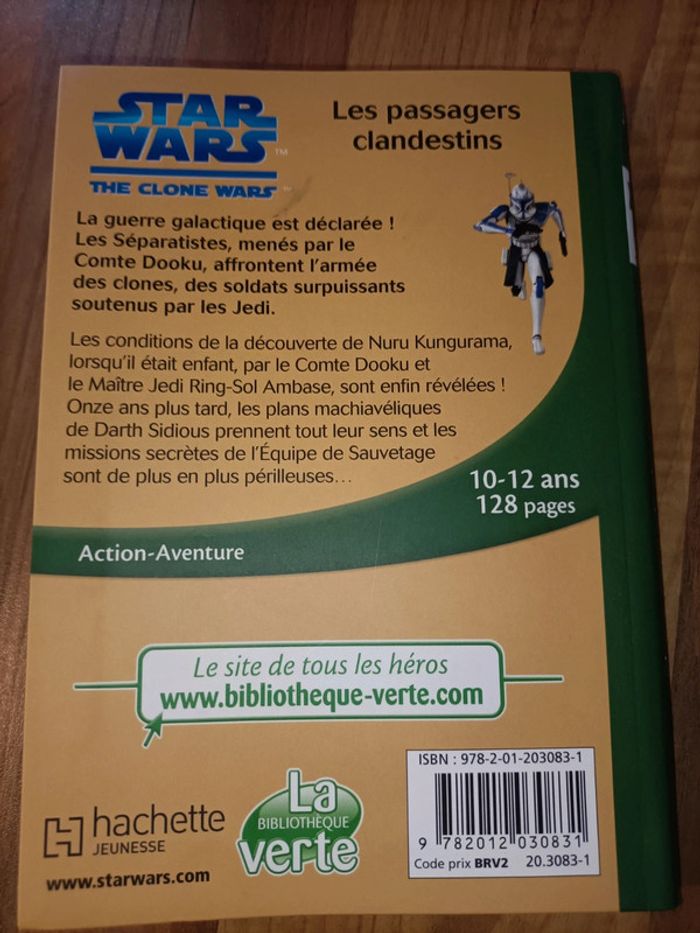 STAR
WARS™
THE CLONE WARS™
Les passagers
clandestins
La guerre galactique est déclarée !
Les Séparatistes, menés par le
Comte Dooku, affrontent l'armée
des clones, des soldats surpuissants
soutenus par les Jedi.
Les conditions de la découverte de Nuru Kungurama,
lorsqu'il était enfant, par le Comte Dooku et
le Maître Jedi Ring-Sol Ambase, sont enfin révélées !
Onze ans plus tard, les plans machiavéliques
de Darth Sidious prennent tout leur sens et les
missions secrètes de l'Équipe de Sauvetage
sont de plus en plus périlleuses...
10-12 ans
128 pages
Action-Aventure
Le site de tous les héros
www.bibliotheque-verte.com
hachette
JEUNESSE
www.starwars.com
La
BIBLIOTHÈQUE
verte
ISBN : 978-2-01-203083-1
9 782012 030831
Code prix BRV2 20.3083-1